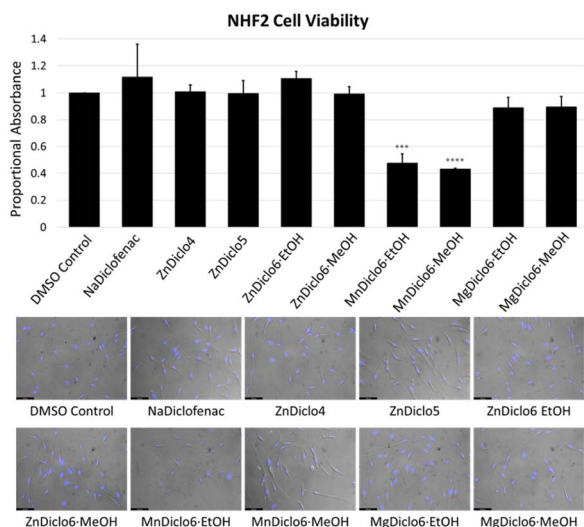 NHF2 Cell Viability
Proportional Absorbance
1.4
1.2
1
0.8
0.6
0.4
0.2
0
***
****
DMSO Control
NaDiclofenac
ZnDiclo4
ZnDiclo5
ZnDiclo6·EtOH
ZnDiclo6·MeOH
MnDiclo6·EtOH
MnDiclo6·MeOH
MgDiclo6·EtOH
MgDiclo6·MeOH
DMSO Control NaDiclofenac ZnDiclo4 ZnDiclo5 ZnDiclo6 EtOH
ZnDiclo6·MeOH MnDiclo6·EtOH MnDiclo6·MeOH MgDiclo6·EtOH MgDiclo6·MeOH